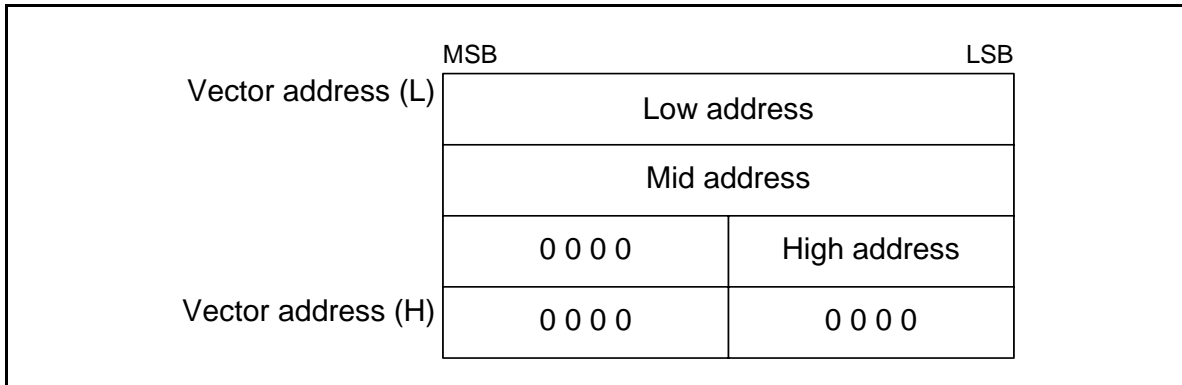 MSB LSB
Vector address (L) Low address
Mid address
0 0 0 0 High address
Vector address (H) 0 0 0 0 0 0 0 0